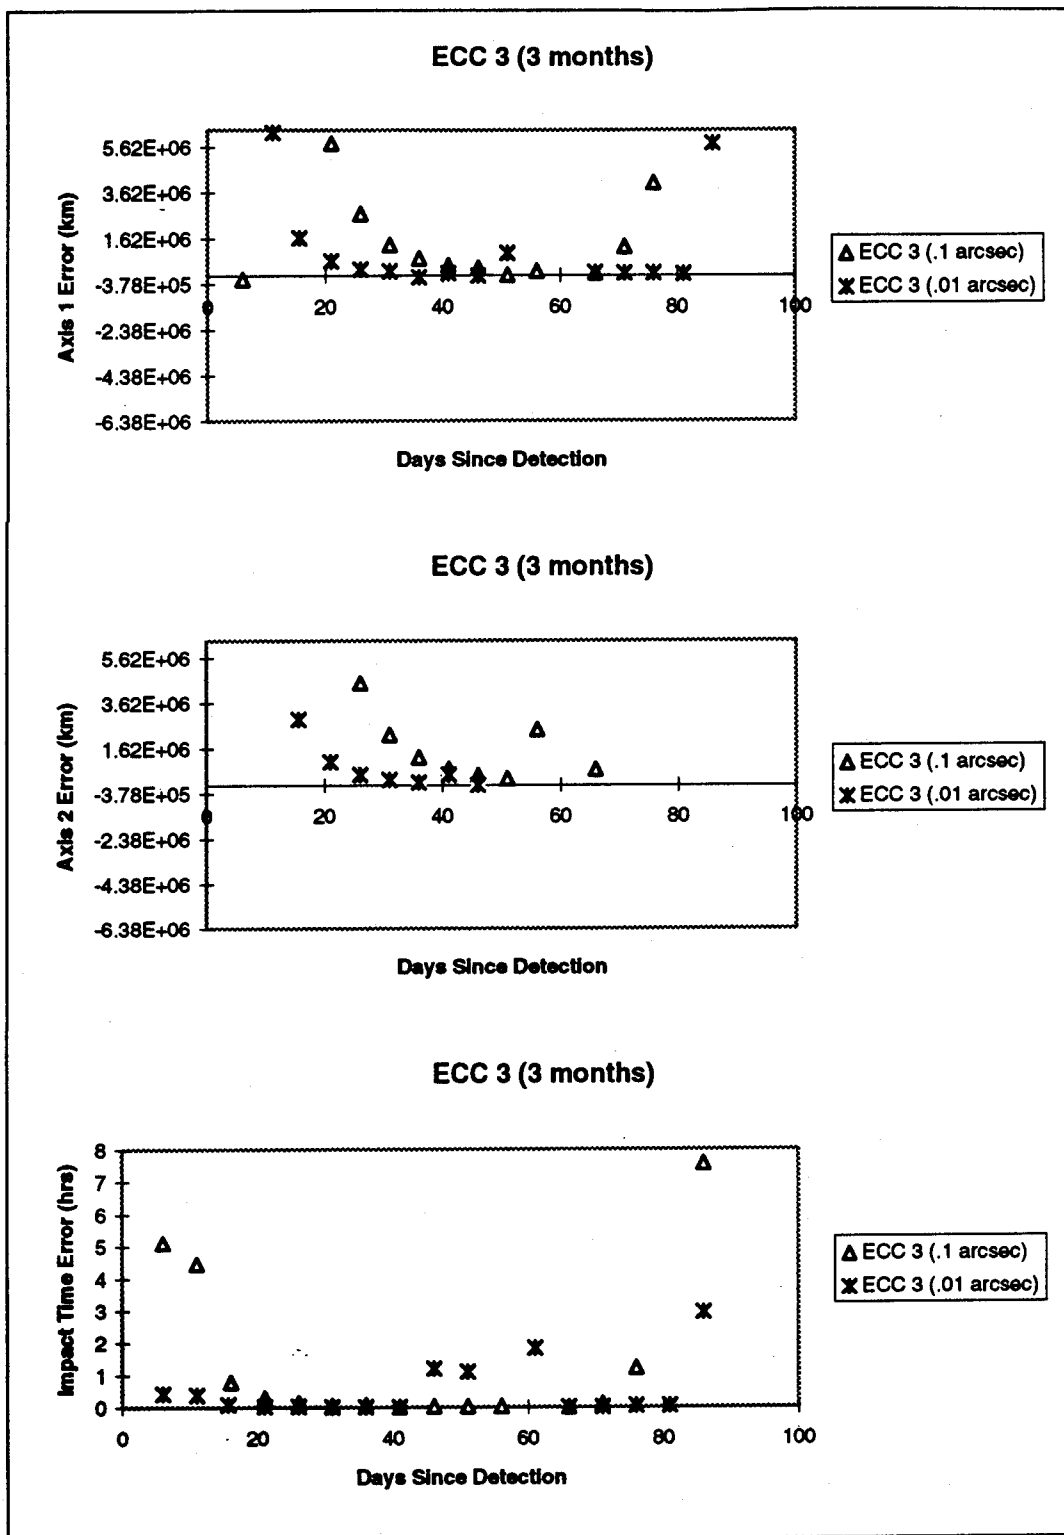 ECC 3 (3 months)
5.62E+06
3.62E+06
1.62E+06
-3.78E+05
-2.38E+06
-4.38E+06
-6.38E+06
Axis 1 Error (km)
0 20 40 60 80 100
Days Since Detection
ECC 3 (.1 arcsec)
ECC 3 (.01 arcsec)
ECC 3 (3 months)
5.62E+06
3.62E+06
1.62E+06
-3.78E+05
-2.38E+06
-4.38E+06
-6.38E+06
Axis 2 Error (km)
0 20 40 60 80 100
Days Since Detection
ECC 3 (.1 arcsec)
ECC 3 (.01 arcsec)
ECC 3 (3 months)
8
7
6
5
4
3
2
1
0
Impact Time Error (hrs)
0 20 40 60 80 100
Days Since Detection
ECC 3 (.1 arcsec)
ECC 3 (.01 arcsec)